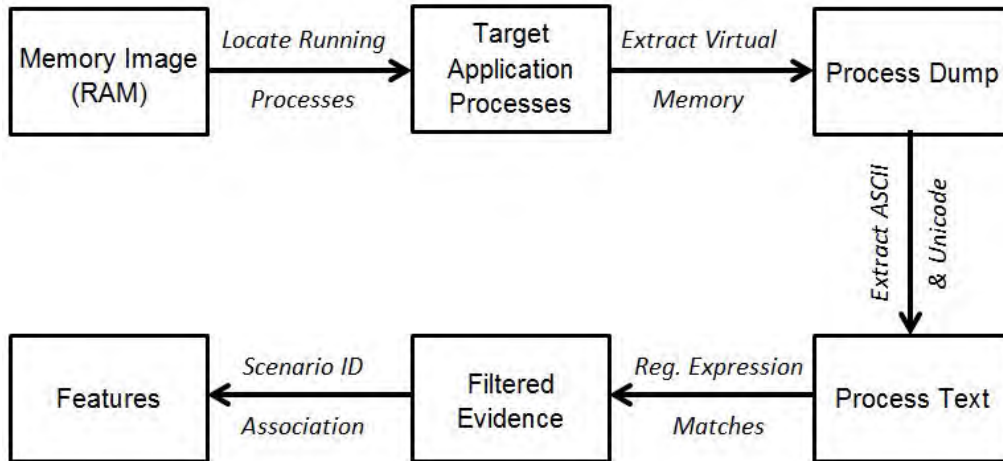 Memory Image
(RAM)
Locate Running
Processes
Target
Application
Processes
Extract Virtual
Memory
Process Dump
Extract ASCII
& Unicode
Process Text
Reg. Expression
Matches
Filtered
Evidence
Scenario ID
Association
Features